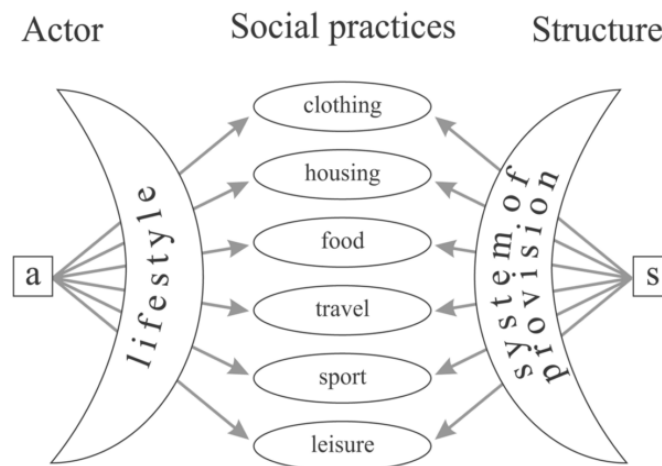 Actor Social practices Structure
clothing
housing
food
travel
sport
leisure
a
lifestyle
system of
provision
s